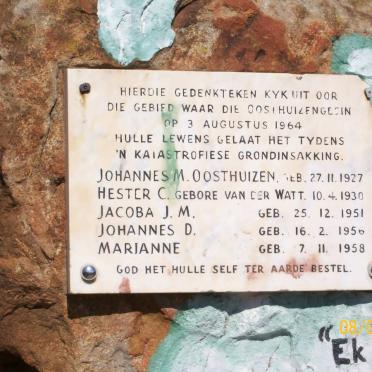 HIERDIE GEDENKTEKEN KYK UIT OOR
DIE GEBIED WAAR DIE OOSTHUIZENGESIN
OP 3 AUGUSTUS 1964
HULLE LEWENS GELAAT HET TYDENS
'N KATASTROFIESE GRONDINSAKKING.
JOHANNES M. OOSTHUIZEN, GEB. 27.11.1927
HESTER C. GEBORE VAN DER WATT. 10.4.1930
JACOBA J. M. GEB. 25. 12. 1951
JOHANNES D. GEB. 16. 2. 1956
MARIANNE GEB. 7. 11. 1958
GOD HET HULLE SELF TER AARDE BESTEL.
08/0
"Ek